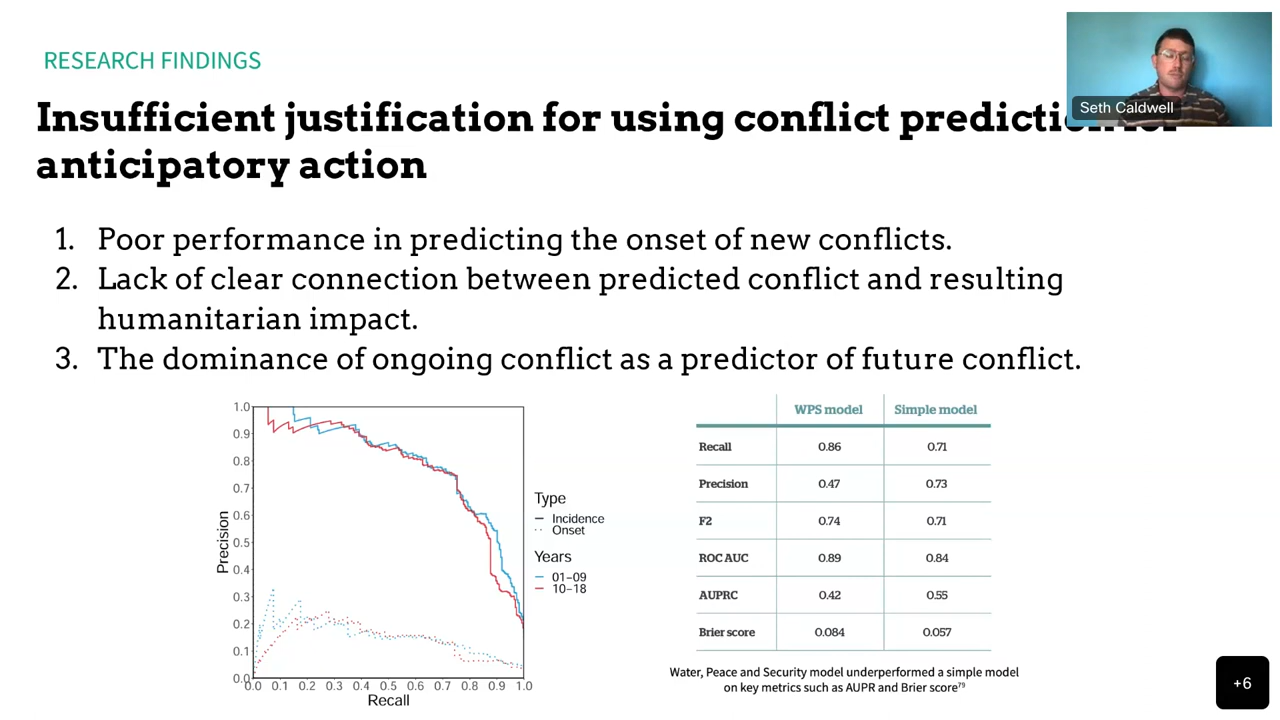 RESEARCH FINDINGS
Seth Caldwell
Insufficient justification for using conflict prediction for
anticipatory action
1. Poor performance in predicting the onset of new conflicts.
2. Lack of clear connection between predicted conflict and resulting
humanitarian impact.
3. The dominance of ongoing conflict as a predictor of future conflict.
1.0
0.9
0.8
0.7
0.6
0.5
0.4
0.3
0.2
0.1
0.0
Precision
0.0 0.1 0.2 0.3 0.4 0.5 0.6 0.7 0.8 0.9 1.0
Recall
Type
Incidence
Onset
Years
01–09
10–18
WPS model Simple model
Recall 0.86 0.71
Precision 0.47 0.73
F2 0.74 0.71
ROC AUC 0.89 0.84
AUPRC 0.42 0.55
Brier score 0.084 0.057
Water, Peace and Security model underperformed a simple model
on key metrics such as AUPR and Brier score⁷⁹
+6